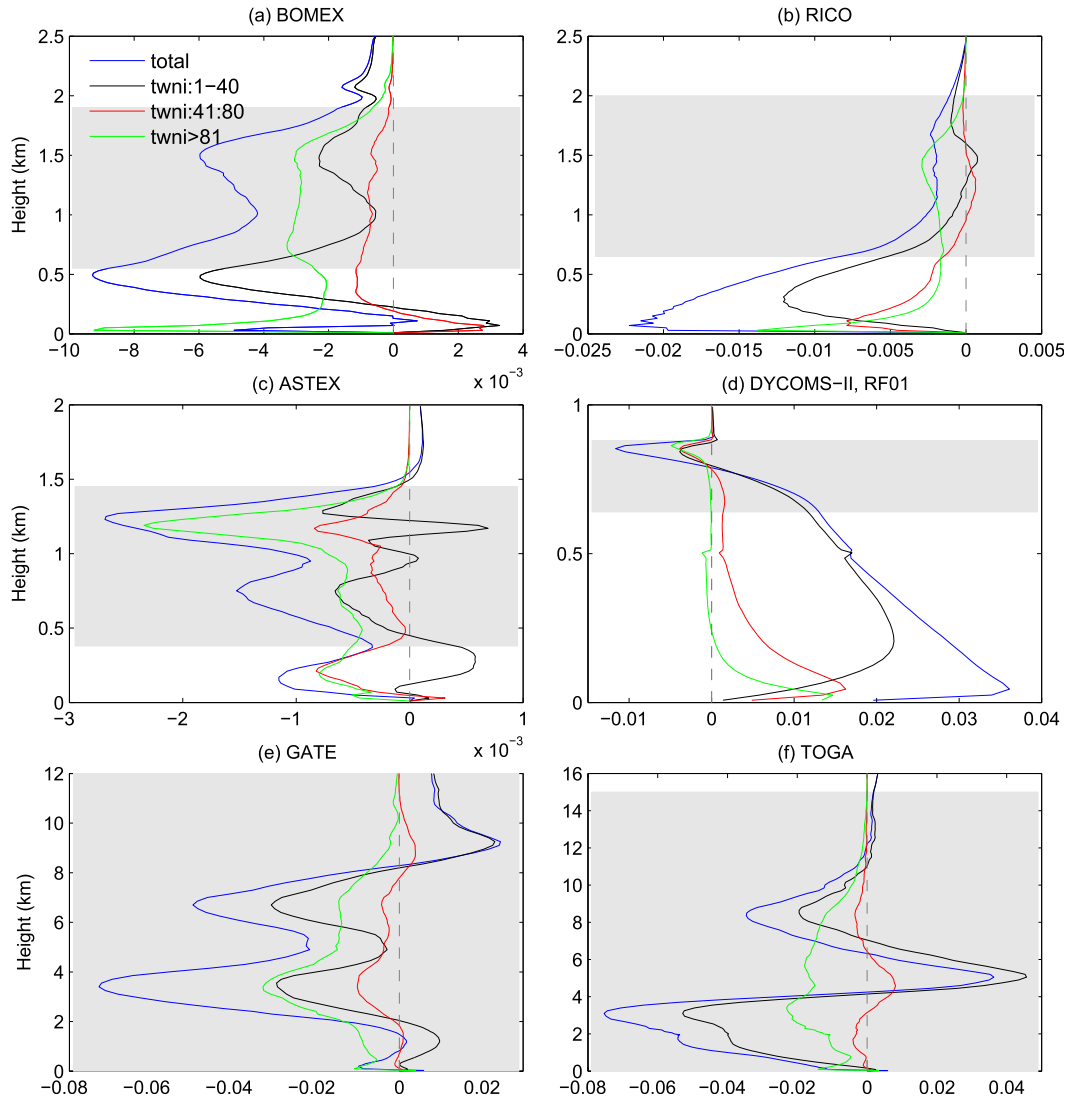 (a) BOMEX
2.5
2
1.5
1
0.5
0
Height (km)
total
twni:1−40
twni:41:80
twni>81
−10 −8 −6 −4 −2 0 2 4
x 10⁻³
(b) RICO
2.5
2
1.5
1
0.5
0
−0.025 −0.02 −0.015 −0.01 −0.005 0 0.005
(c) ASTEX
2
1.5
1
0.5
0
Height (km)
−3 −2 −1 0 1
x 10⁻³
(d) DYCOMS−II, RF01
1
0.5
0
−0.01 0 0.01 0.02 0.03 0.04
(e) GATE
12
10
8
6
4
2
0
Height (km)
−0.08 −0.06 −0.04 −0.02 0 0.02
(f) TOGA
16
14
12
10
8
6
4
2
0
Height (km)
−0.08 −0.06 −0.04 −0.02 0 0.02 0.04